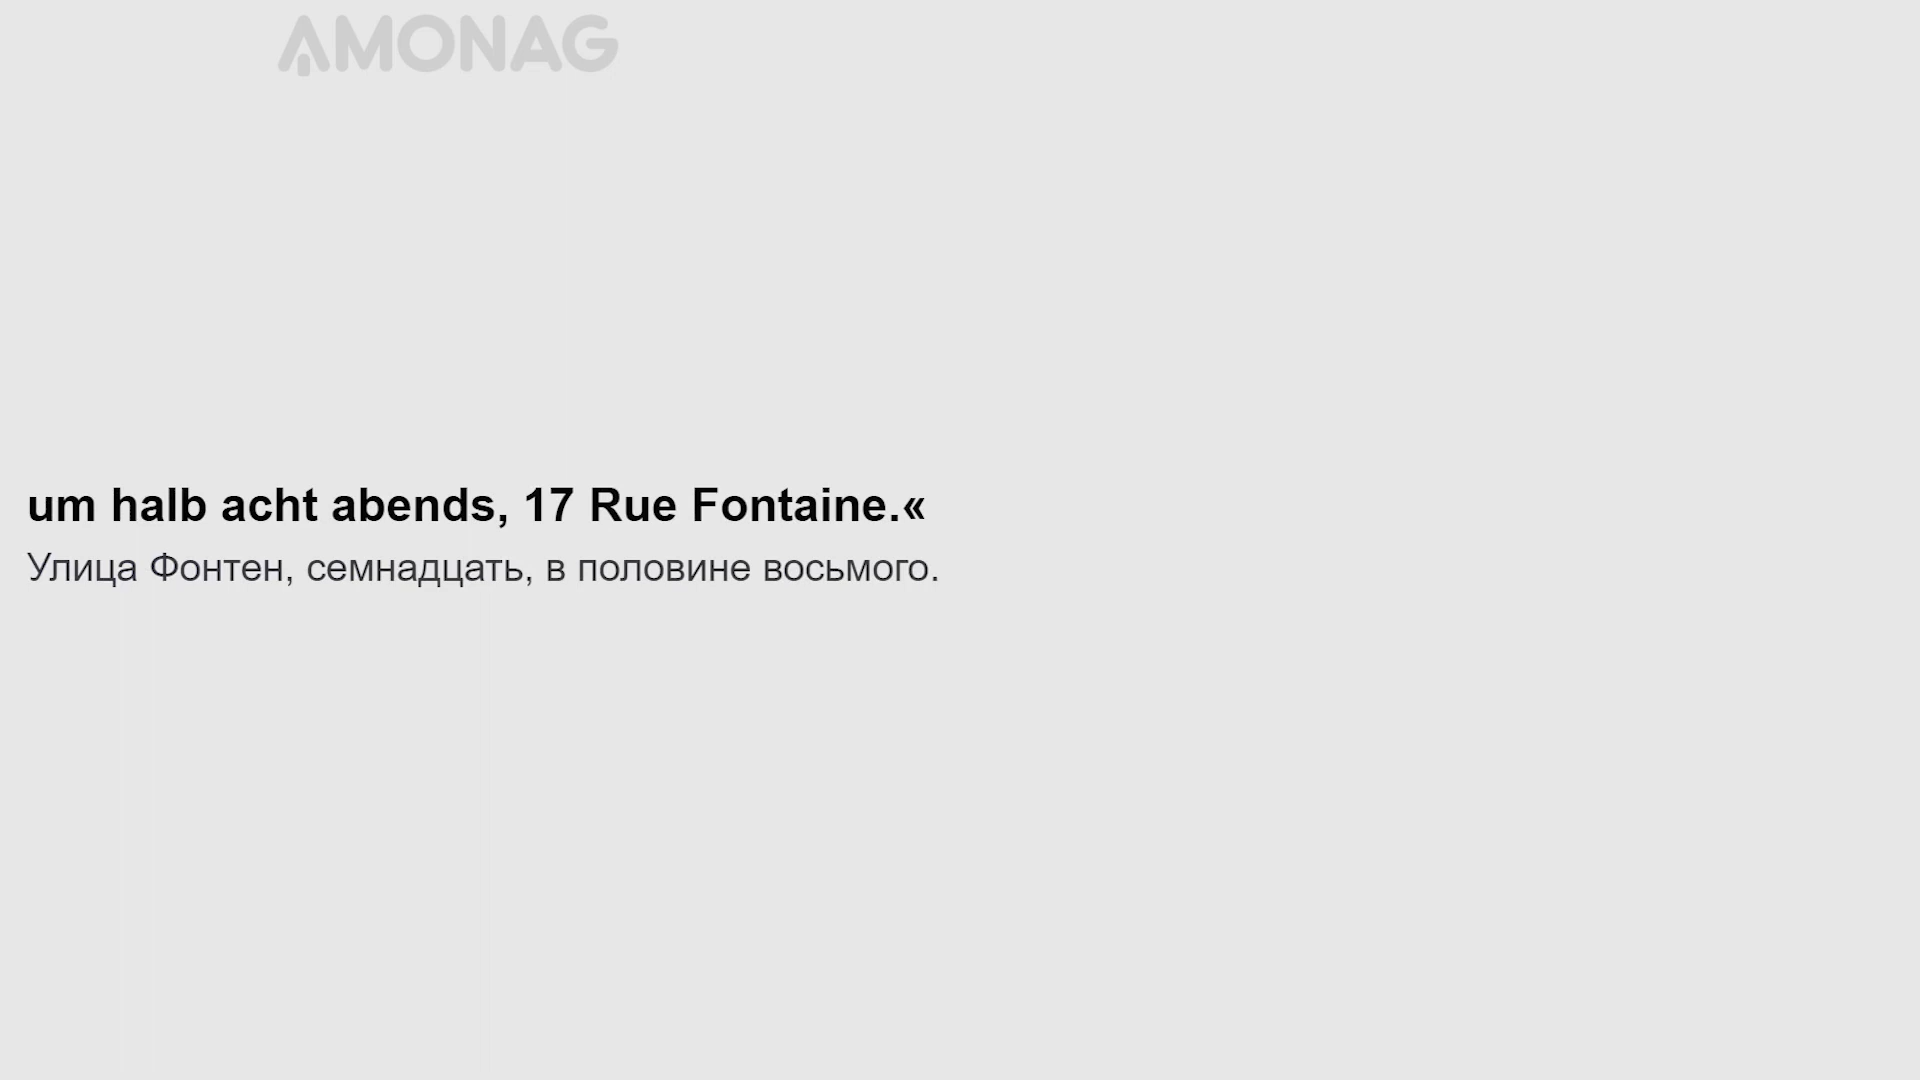 AMONAG
um halb acht abends, 17 Rue Fontaine.«
Улица Фонтен, семнадцать, в половине восьмого.